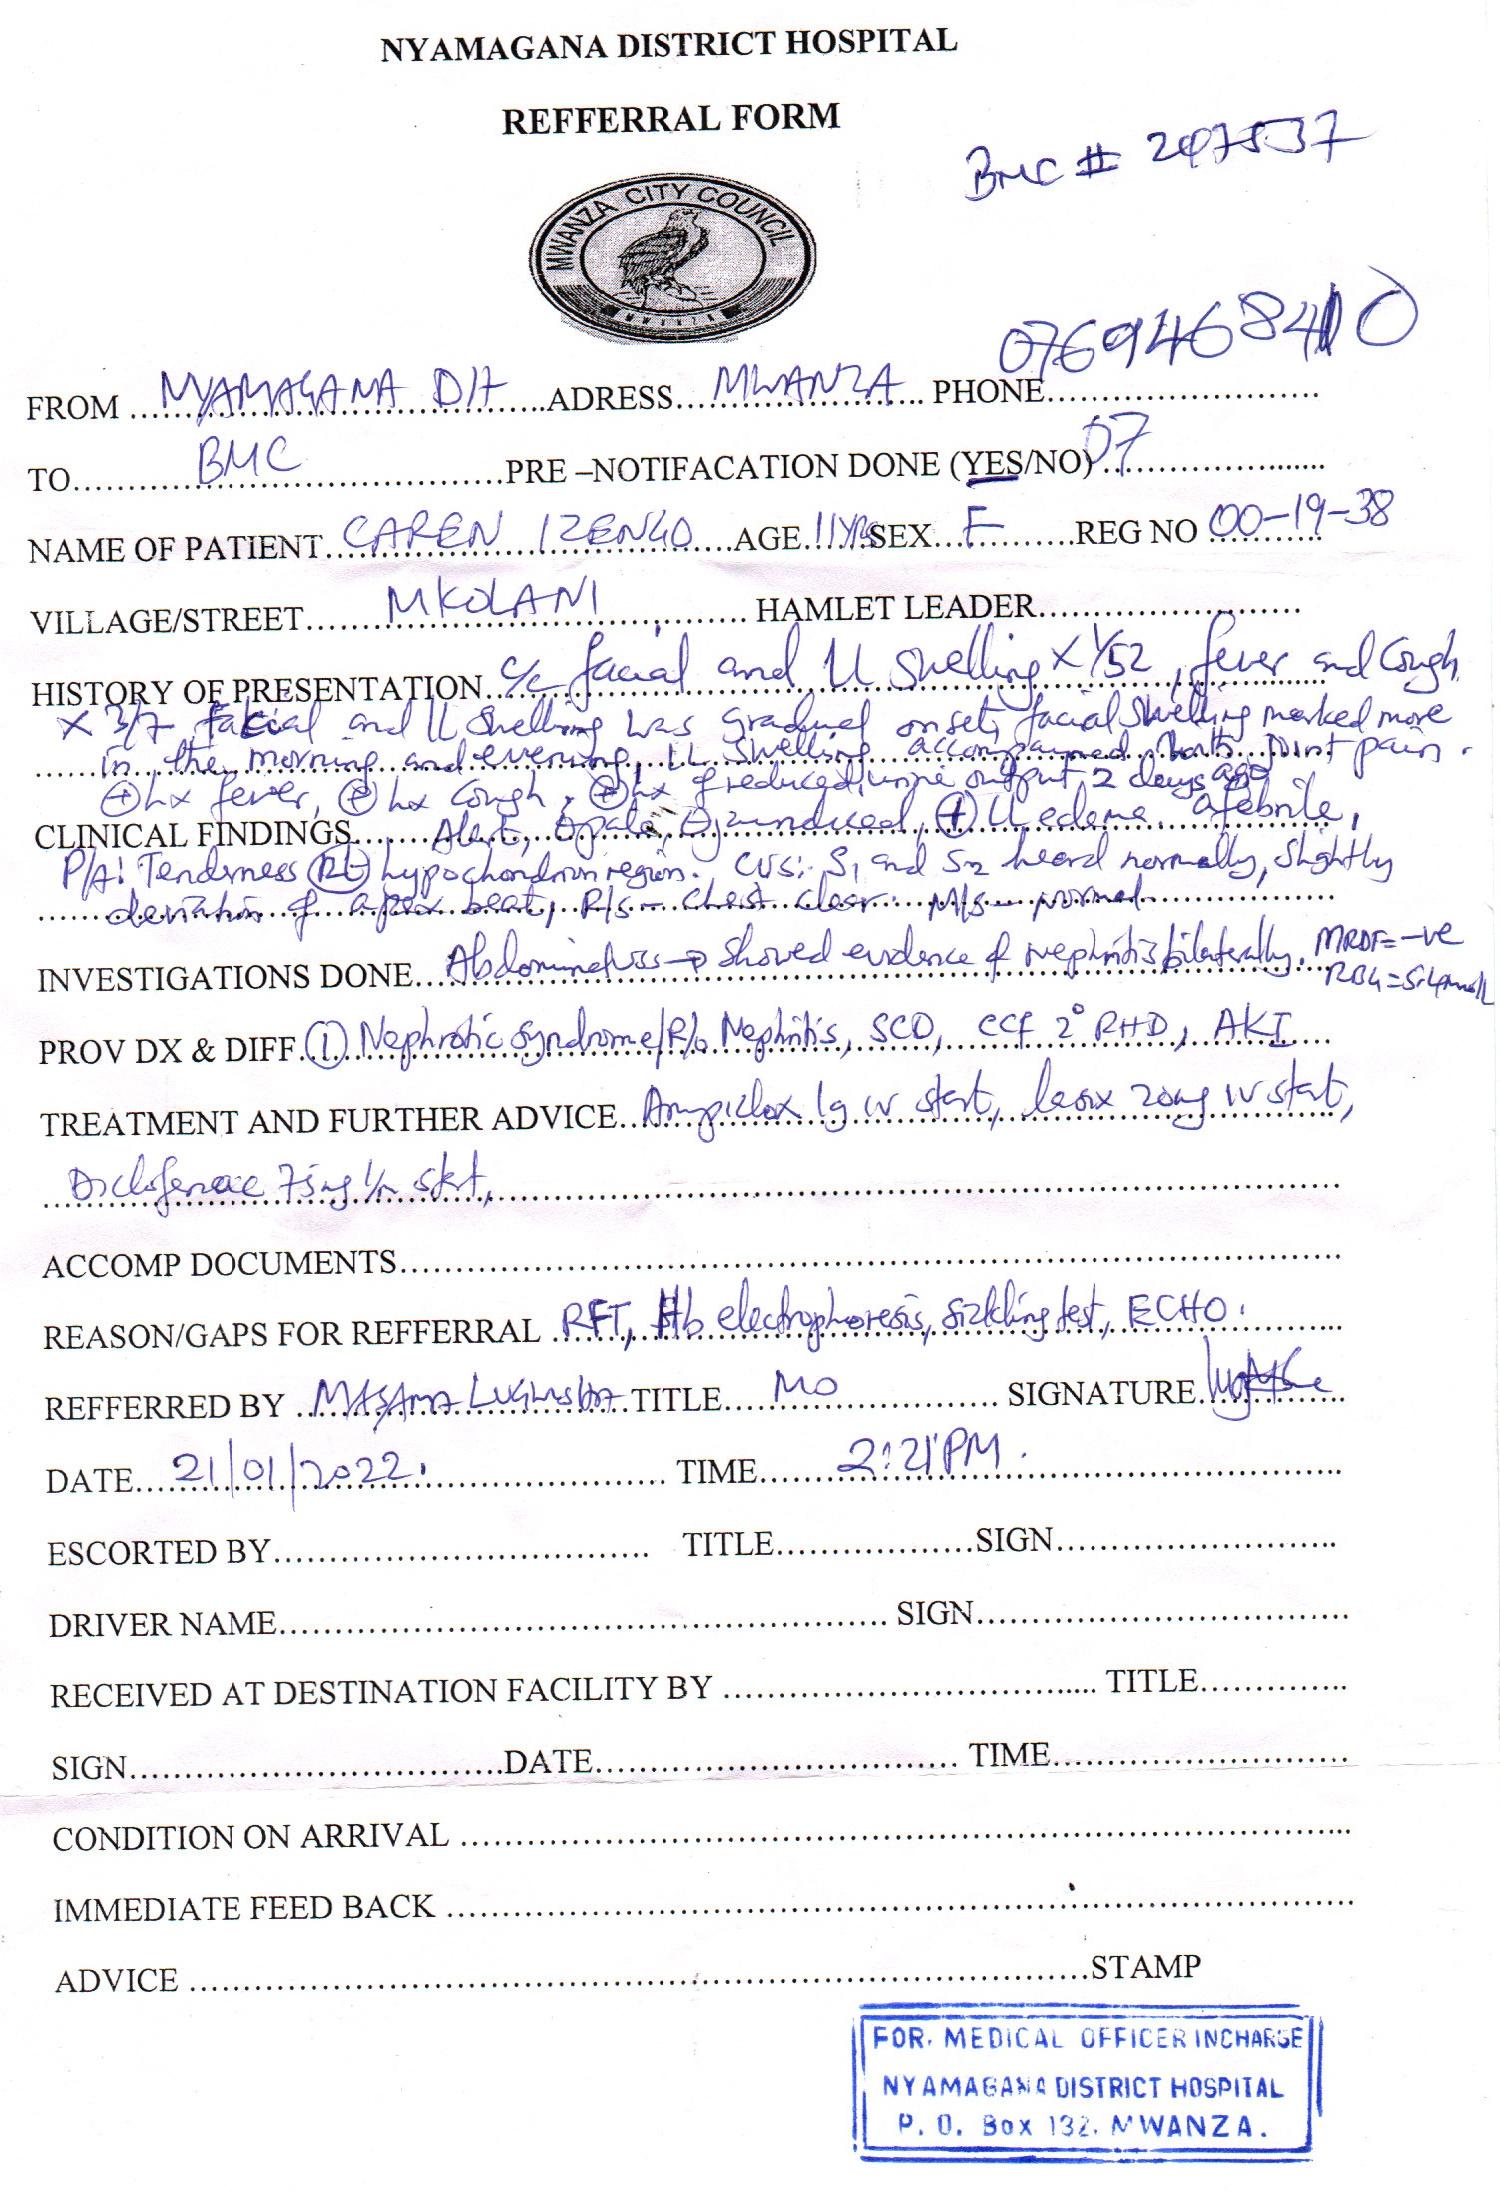 NYAMAGANA DISTRICT HOSPITAL
REFFERRAL FORM
BMC # 247537
MWANZA CITY COUNCIL
MWANZA
0769468410
FROM NYAMAGANA D/H ADRESS MWANZA PHONE
TO BMC PRE –NOTIFACATION DONE (YES/NO) 07
NAME OF PATIENT CAREN IZENGO AGE 11YRS SEX F REG NO 00-19-38
VILLAGE/STREET MKOLANI HAMLET LEADER
HISTORY OF PRESENTATION c/c facial and LL swelling x 1/52, fever and cough
x 3/7 facial and LL swelling was gradual onset, facial swelling marked more
in the morning and evening, LL swelling accompanied with joint pain.
⊕hx fever, ⊕hx cough, ⊕hx of reduced urine output 2 days ago
CLINICAL FINDINGS Alert, pale, jaundiced, ⊕ LL edema, afebrile,
P/A: Tenderness (Rt) hypochondrium region. CVS: S1 and S2 heard normally, slightly
deviation of apex beat, R/S – chest clear. M/S – normal
INVESTIGATIONS DONE Abdominal USS → Showed evidence of nephritis bilaterally. MRDT= -ve
RBG = 5.4mmol/L
PROV DX & DIFF (1) Nephrotic syndrome/R/o Nephritis, SCD, CCF 2° RHD, AKI
TREATMENT AND FURTHER ADVICE Ampiclox 1g IV start, lasix 20mg IV start,
Diclofenac 75mg I/m start,
ACCOMP DOCUMENTS
REASON/GAPS FOR REFFERRAL RFT, Hb electrophoresis, sickling test, ECHO.
REFFERRED BY MASAMA TITLE MO SIGNATURE
DATE 21/01/2022. TIME 2:21PM.
ESCORTED BY TITLE SIGN
DRIVER NAME SIGN
RECEIVED AT DESTINATION FACILITY BY TITLE
SIGN DATE TIME
CONDITION ON ARRIVAL
IMMEDIATE FEED BACK
ADVICE STAMP
FOR. MEDICAL OFFICER INCHARGE
NYAMAGANA DISTRICT HOSPITAL
P. O. Box 132, MWANZA.